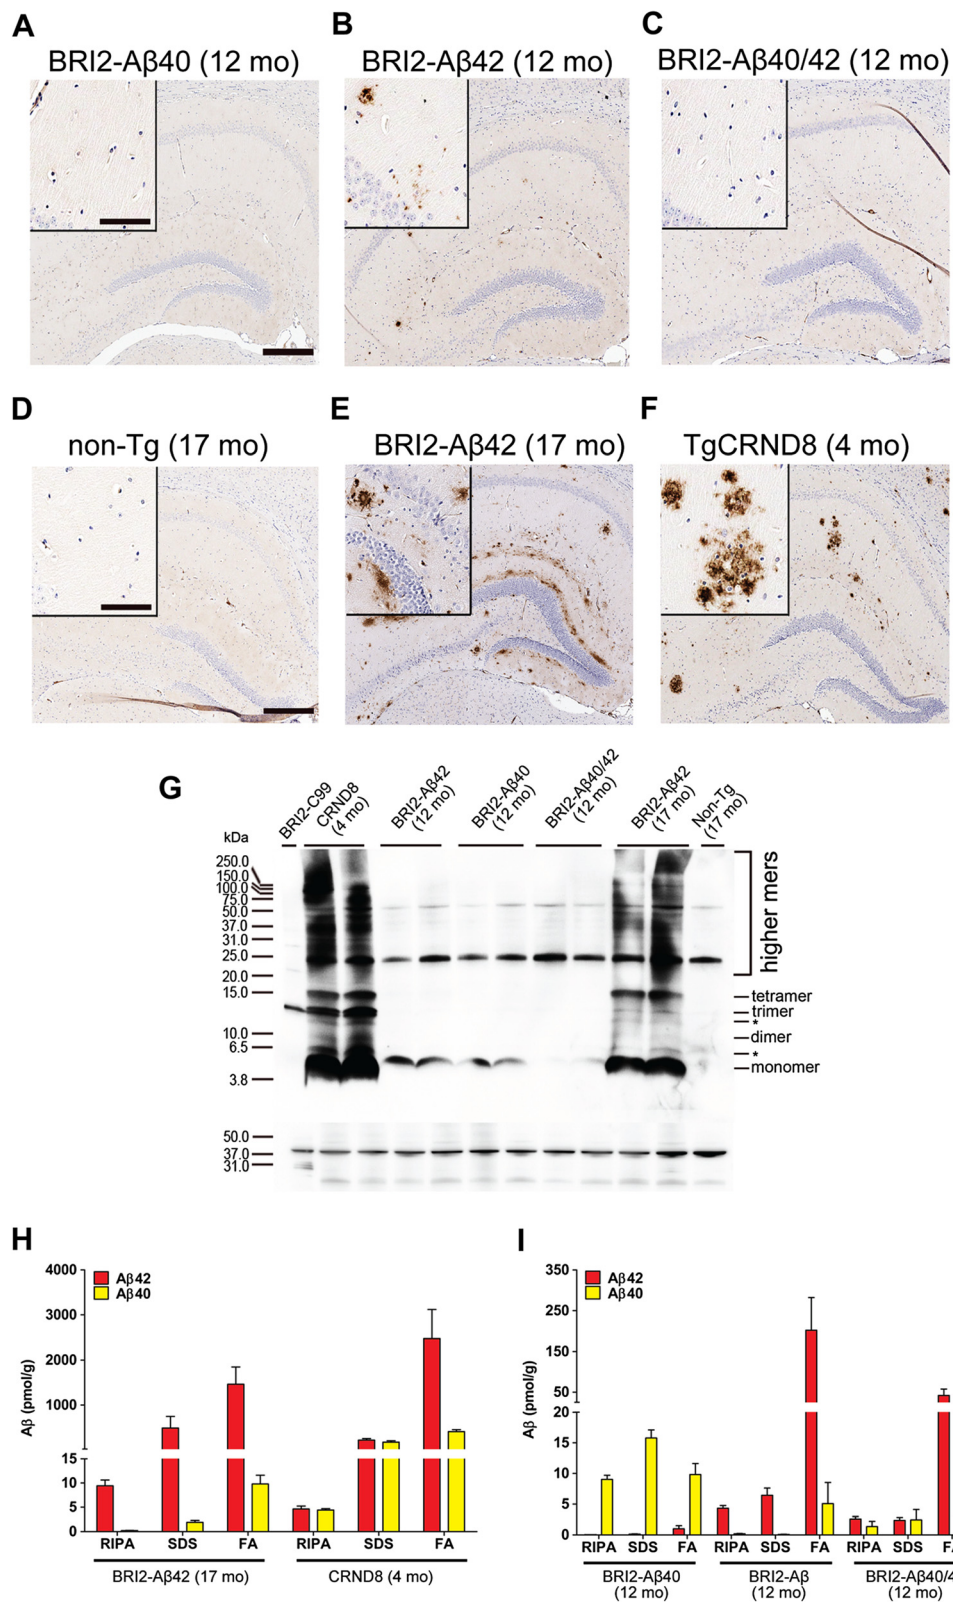 A
BRI2-Aβ40 (12 mo)
B
BRI2-Aβ42 (12 mo)
C
BRI2-Aβ40/42 (12 mo)
D
non-Tg (17 mo)
E
BRI2-Aβ42 (17 mo)
F
TgCRND8 (4 mo)
G
BRI2-C99
CRND8
(4 mo)
BRI2-Aβ42
(12 mo)
BRI2-Aβ40
(12 mo)
BRI2-Aβ40/42
(12 mo)
BRI2-Aβ42
(17 mo)
Non-Tg
(17 mo)
kDa
250.0
150.0
100.0
75.0
50.0
37.0
31.0
25.0
20.0
15.0
10.0
6.5
3.8
higher mers
tetramer
trimer
*
dimer
*
monomer
50.0
37.0
31.0
H
Aβ42
Aβ40
Aβ (pmol/g)
4000
3000
2000
1000
15
10
5
0
RIPA SDS FA RIPA SDS FA
BRI2-Aβ42 (17 mo) CRND8 (4 mo)
I
Aβ42
Aβ40
Aβ (pmol/g)
350
250
150
50
20
15
10
5
0
RIPA SDS FA RIPA SDS FA RIPA SDS F
BRI2-Aβ40 BRI2-Aβ BRI2-Aβ40/4
(12 mo) (12 mo) (12 mo)